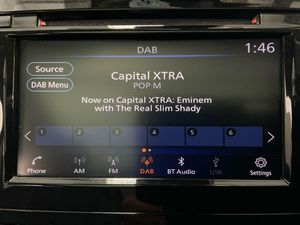 DAB
1:46
Source
Capital XTRA
DAB Menu
POP M
Now on Capital XTRA: Eminem
with The Real Slim Shady
1 2 3 4 5 6
Phone AM FM DAB BT Audio USB Settings